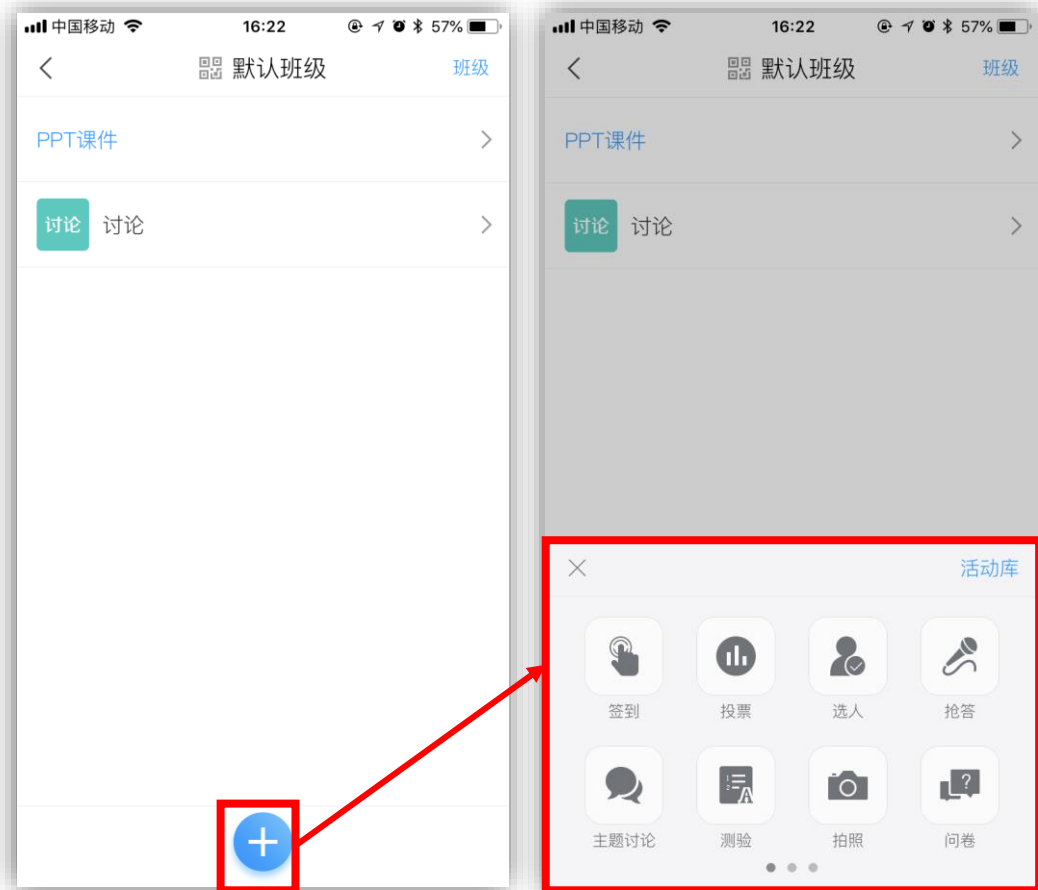 中国移动 16:22 57%
默认班级 班级
PPT课件
讨论 讨论
中国移动 16:22 57%
默认班级 班级
PPT课件
讨论 讨论
活动库
签到 投票 选人 抢答
主题讨论 测验 拍照 问卷